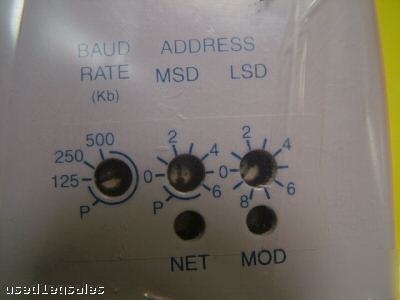 BAUD ADDRESS
RATE MSD LSD
(Kb)
500 2 2
250 4 4
125 0 0
P P 6 8 6
NET MOD
used1eqsales